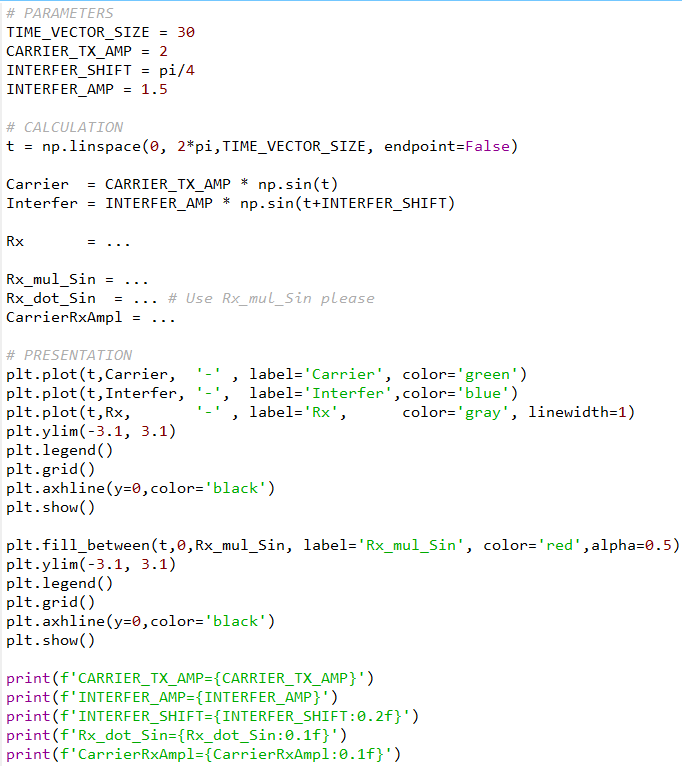 # PARAMETERS
TIME_VECTOR_SIZE = 30
CARRIER_TX_AMP = 2
INTERFER_SHIFT = pi/4
INTERFER_AMP = 1.5
# CALCULATION
t = np.linspace(0, 2*pi,TIME_VECTOR_SIZE, endpoint=False)
Carrier  = CARRIER_TX_AMP * np.sin(t)
Interfer = INTERFER_AMP * np.sin(t+INTERFER_SHIFT)
Rx       = ...
Rx_mul_Sin = ...
Rx_dot_Sin  = ... # Use Rx_mul_Sin please
CarrierRxAmpl = ...
# PRESENTATION
plt.plot(t,Carrier,  '-' , label='Carrier', color='green')
plt.plot(t,Interfer, '-',  label='Interfer',color='blue')
plt.plot(t,Rx,       '-' , label='Rx',      color='gray', linewidth=1)
plt.ylim(-3.1, 3.1)
plt.legend()
plt.grid()
plt.axhline(y=0,color='black')
plt.show()
plt.fill_between(t,0,Rx_mul_Sin, label='Rx_mul_Sin', color='red',alpha=0.5)
plt.ylim(-3.1, 3.1)
plt.legend()
plt.grid()
plt.axhline(y=0,color='black')
plt.show()
print(f'CARRIER_TX_AMP={CARRIER_TX_AMP}')
print(f'INTERFER_AMP={INTERFER_AMP}')
print(f'INTERFER_SHIFT={INTERFER_SHIFT:0.2f}')
print(f'Rx_dot_Sin={Rx_dot_Sin:0.1f}')
print(f'CarrierRxAmpl={CarrierRxAmpl:0.1f}')